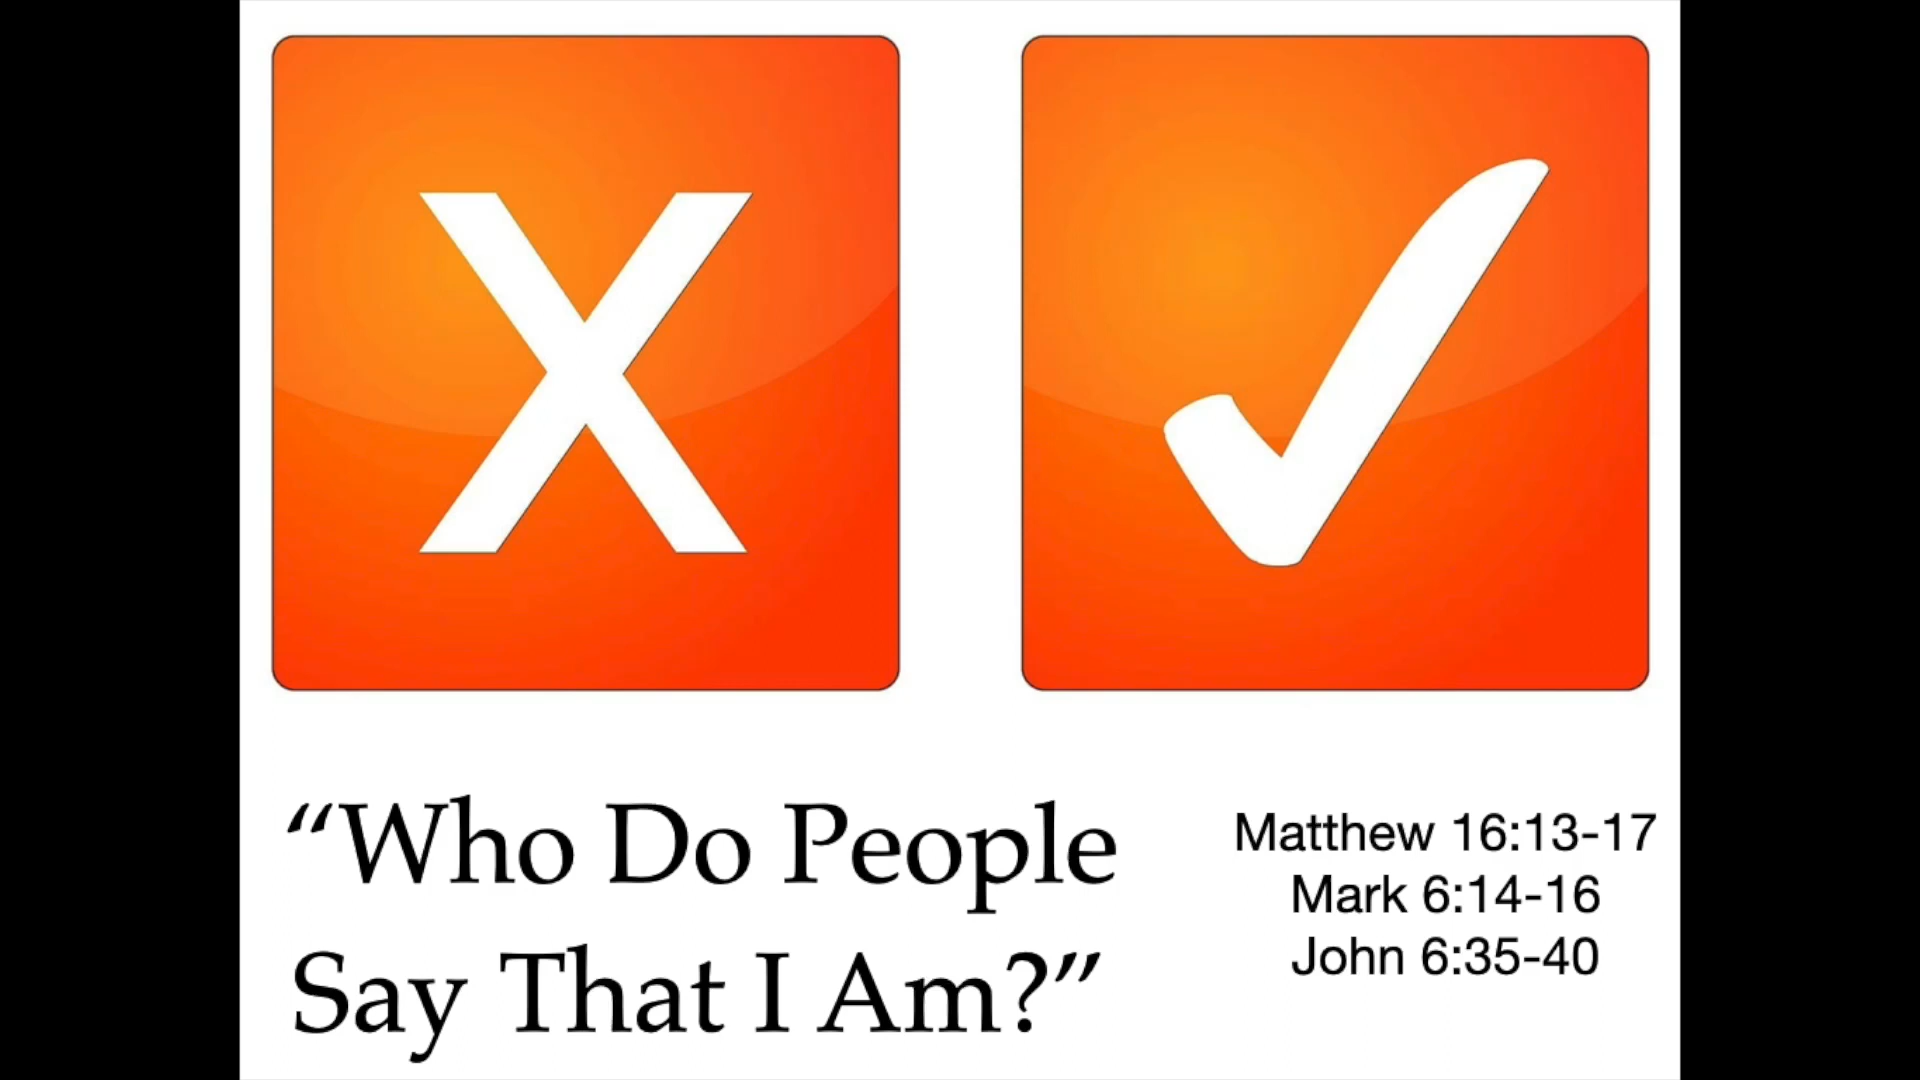 X
“Who Do People
Say That I Am?”
Matthew 16:13-17
Mark 6:14-16
John 6:35-40